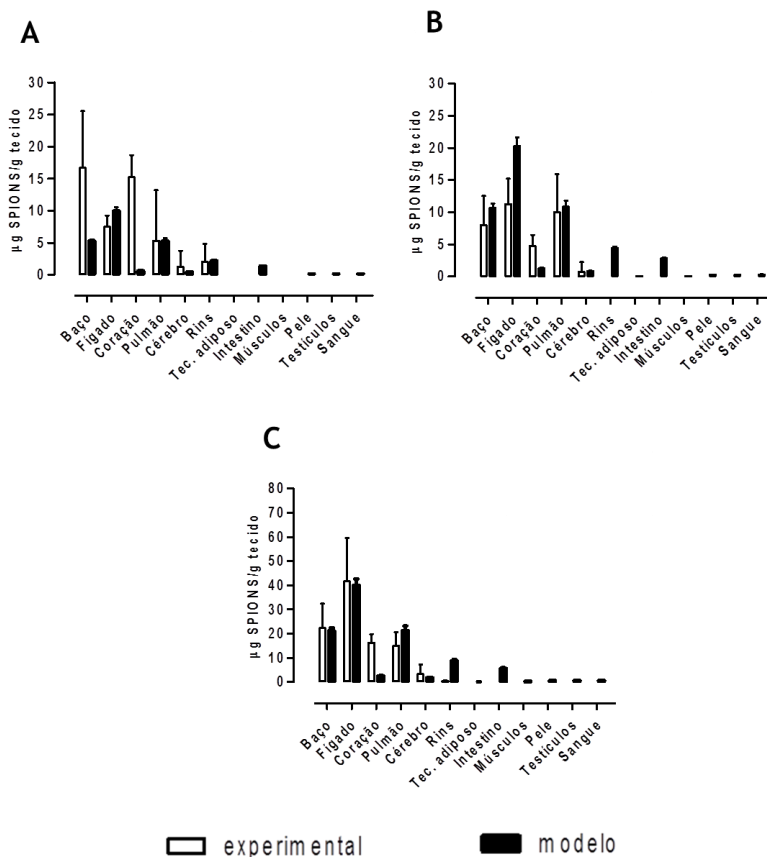 A
µg SPIONS/g tecido
30
25
20
15
10
5
0
Baço
Fígado
Coração
Pulmão
Cérebro
Rins
Tec. adiposo
Intestino
Músculos
Pele
Testículos
Sangue
B
µg SPIONS/g tecido
30
25
20
15
10
5
0
Baço
Fígado
Coração
Pulmão
Cérebro
Rins
Tec. adiposo
Intestino
Músculos
Pele
Testículos
Sangue
C
µg SPIONS/g tecido
80
70
60
50
40
30
20
10
0
Baço
Fígado
Coração
Pulmão
Cérebro
Rins
Tec. adiposo
Intestino
Músculos
Pele
Testículos
Sangue
experimental
modelo